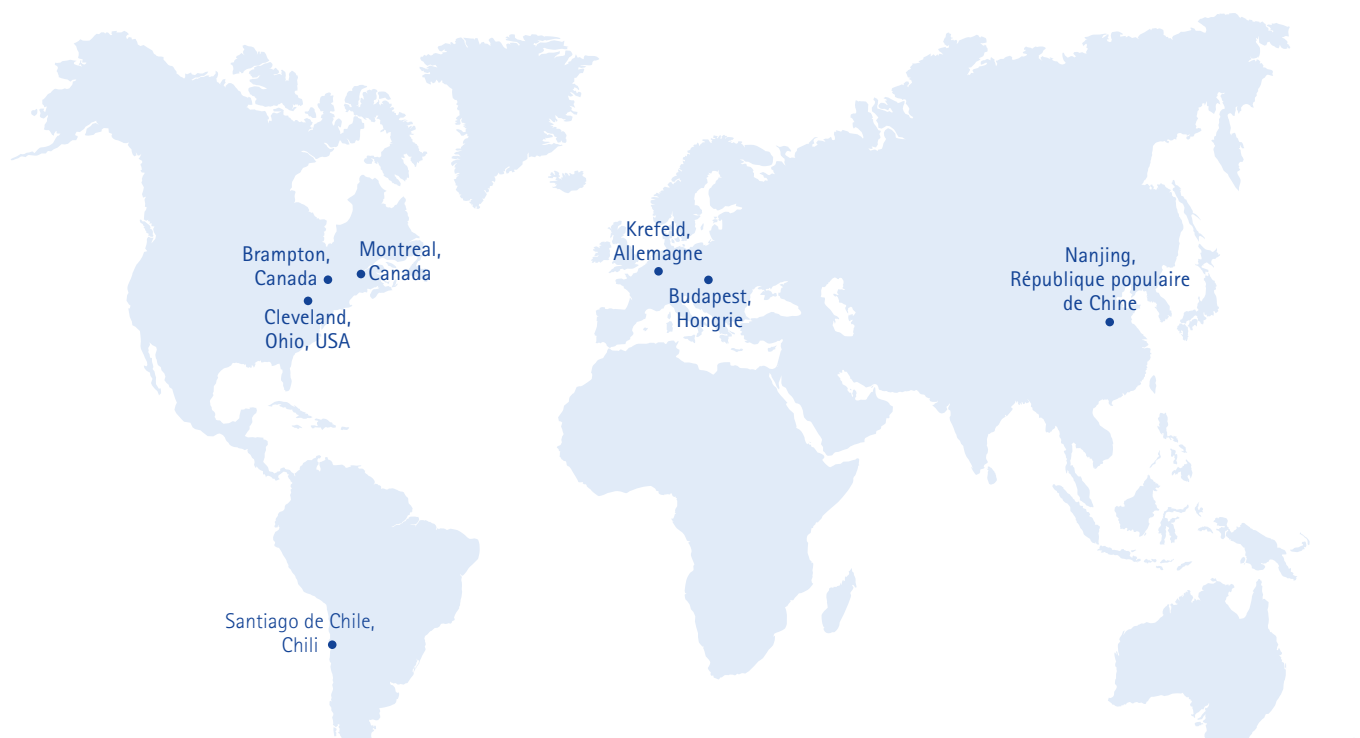 Brampton,
Canada
Montreal,
Canada
Cleveland,
Ohio, USA
Krefeld,
Allemagne
Budapest,
Hongrie
Nanjing,
République populaire
de Chine
Santiago de Chile,
Chili